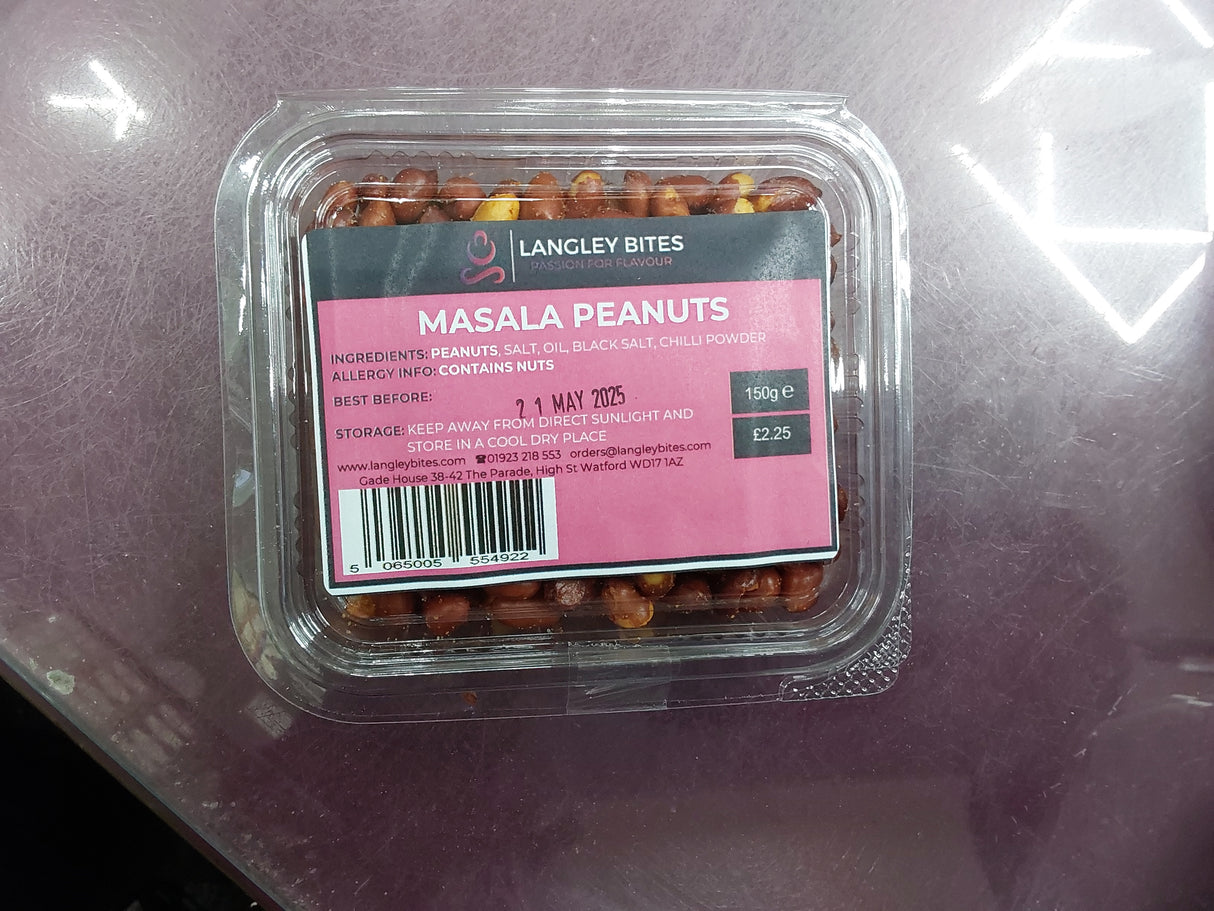 LANGLEY BITES
PASSION FOR FLAVOUR
MASALA PEANUTS
INGREDIENTS: PEANUTS, SALT, OIL, BLACK SALT, CHILLI POWDER
ALLERGY INFO: CONTAINS NUTS
BEST BEFORE: 21 MAY 2025
150g e
STORAGE: KEEP AWAY FROM DIRECT SUNLIGHT AND
STORE IN A COOL DRY PLACE
£2.25
www.langleybites.com ☎01923 218 553 orders@langleybites.com
Gade House 38-42 The Parade, High St Watford WD17 1AZ
5 065005 554922